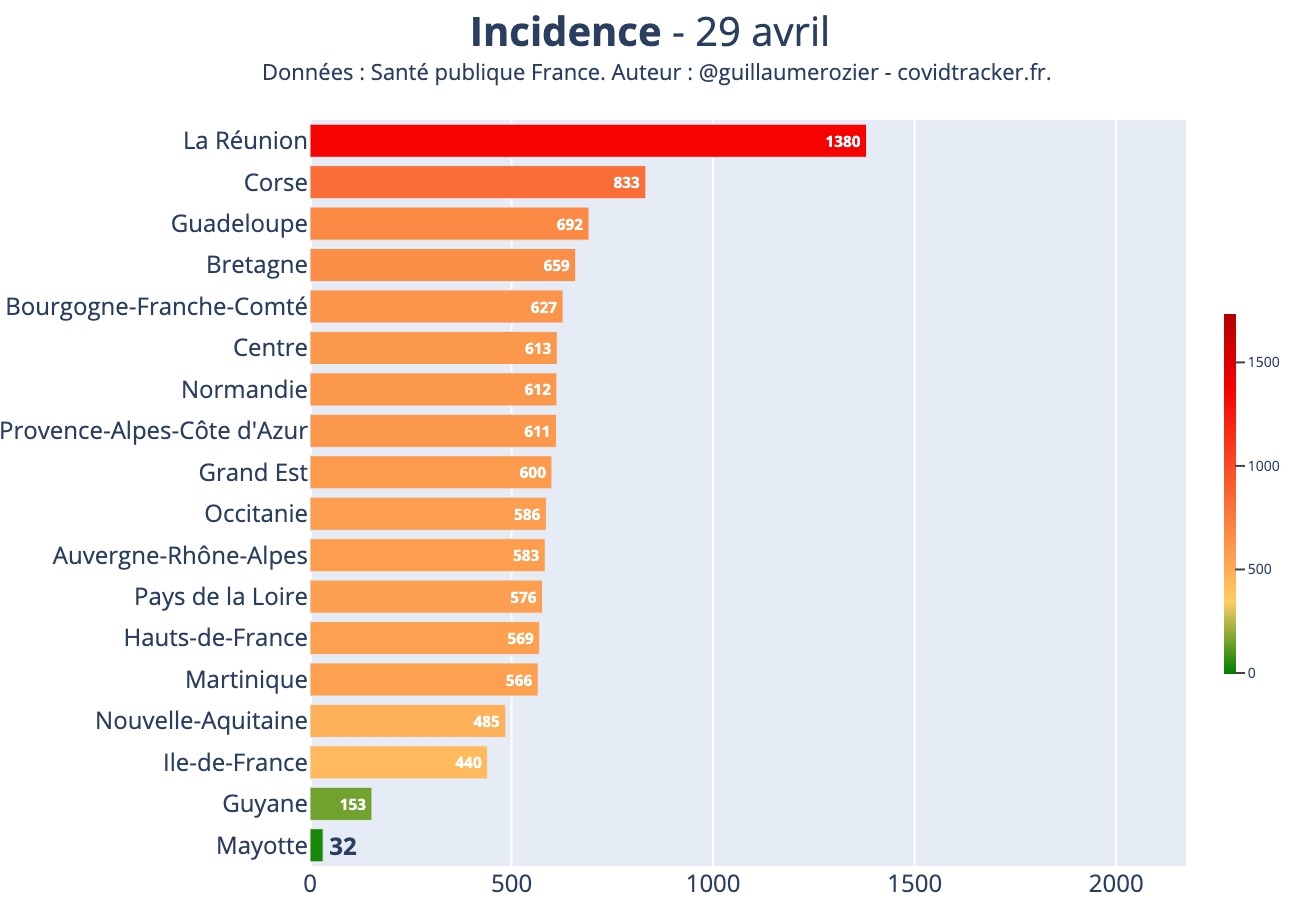 Incidence - 29 avril
Données : Santé publique France. Auteur : @guillaumerozier - covidtracker.fr.
La Réunion 1380
Corse 833
Guadeloupe 692
Bretagne 659
Bourgogne-Franche-Comté 627
Centre 613
Normandie 612
Provence-Alpes-Côte d'Azur 611
Grand Est 600
Occitanie 586
Auvergne-Rhône-Alpes 583
Pays de la Loire 576
Hauts-de-France 569
Martinique 566
Nouvelle-Aquitaine 485
Ile-de-France 440
Guyane 153
Mayotte 32
0 500 1000 1500 2000
1500
1000
500
0